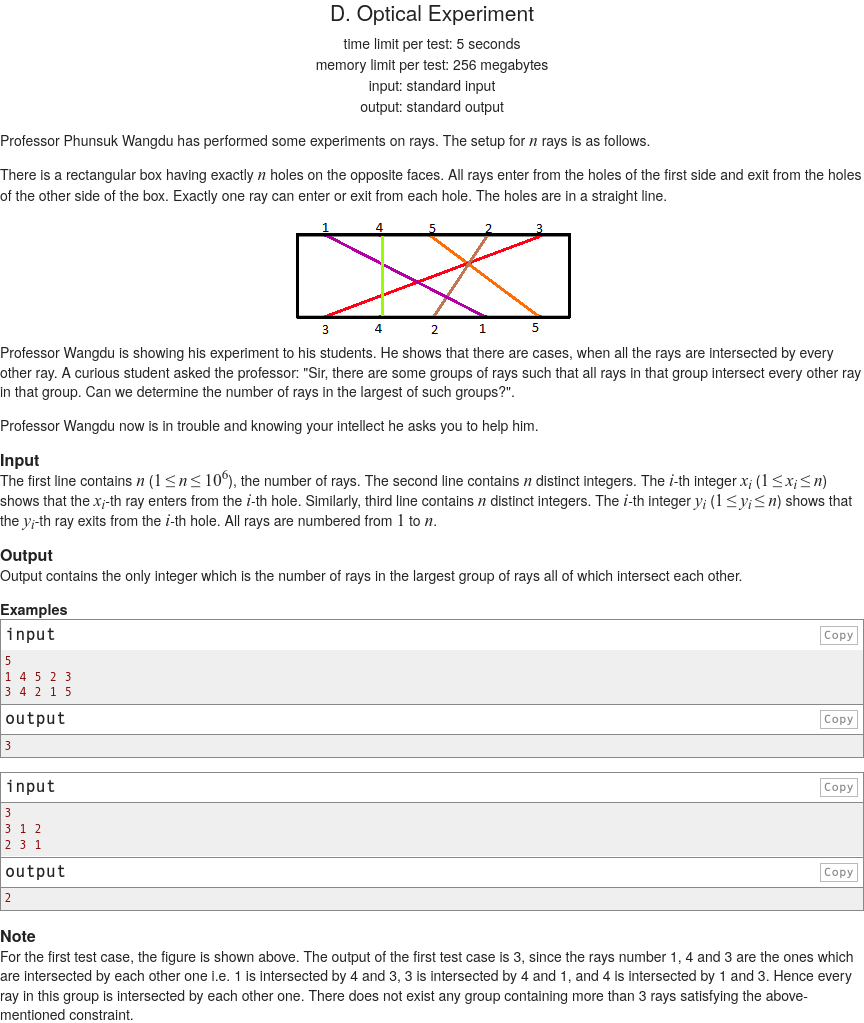 D. Optical Experiment
time limit per test: 5 seconds
memory limit per test: 256 megabytes
input: standard input
output: standard output
Professor Phunsuk Wangdu has performed some experiments on rays. The setup for n rays is as follows.
There is a rectangular box having exactly n holes on the opposite faces. All rays enter from the holes of the first side and exit from the holes
of the other side of the box. Exactly one ray can enter or exit from each hole. The holes are in a straight line.
1 4 5 2 3
3 4 2 1 5
Professor Wangdu is showing his experiment to his students. He shows that there are cases, when all the rays are intersected by every
other ray. A curious student asked the professor: "Sir, there are some groups of rays such that all rays in that group intersect every other ray
in that group. Can we determine the number of rays in the largest of such groups?".
Professor Wangdu now is in trouble and knowing your intellect he asks you to help him.
Input
The first line contains n (1 ≤ n ≤ 10⁶), the number of rays. The second line contains n distinct integers. The i-th integer xᵢ (1 ≤ xᵢ ≤ n)
shows that the xᵢ-th ray enters from the i-th hole. Similarly, third line contains n distinct integers. The i-th integer yᵢ (1 ≤ yᵢ ≤ n) shows that
the yᵢ-th ray exits from the i-th hole. All rays are numbered from 1 to n.
Output
Output contains the only integer which is the number of rays in the largest group of rays all of which intersect each other.
Examples
input Copy
5
1 4 5 2 3
3 4 2 1 5
output Copy
3
input Copy
3
3 1 2
2 3 1
output Copy
2
Note
For the first test case, the figure is shown above. The output of the first test case is 3, since the rays number 1, 4 and 3 are the ones which
are intersected by each other one i.e. 1 is intersected by 4 and 3, 3 is intersected by 4 and 1, and 4 is intersected by 1 and 3. Hence every
ray in this group is intersected by each other one. There does not exist any group containing more than 3 rays satisfying the above-
mentioned constraint.